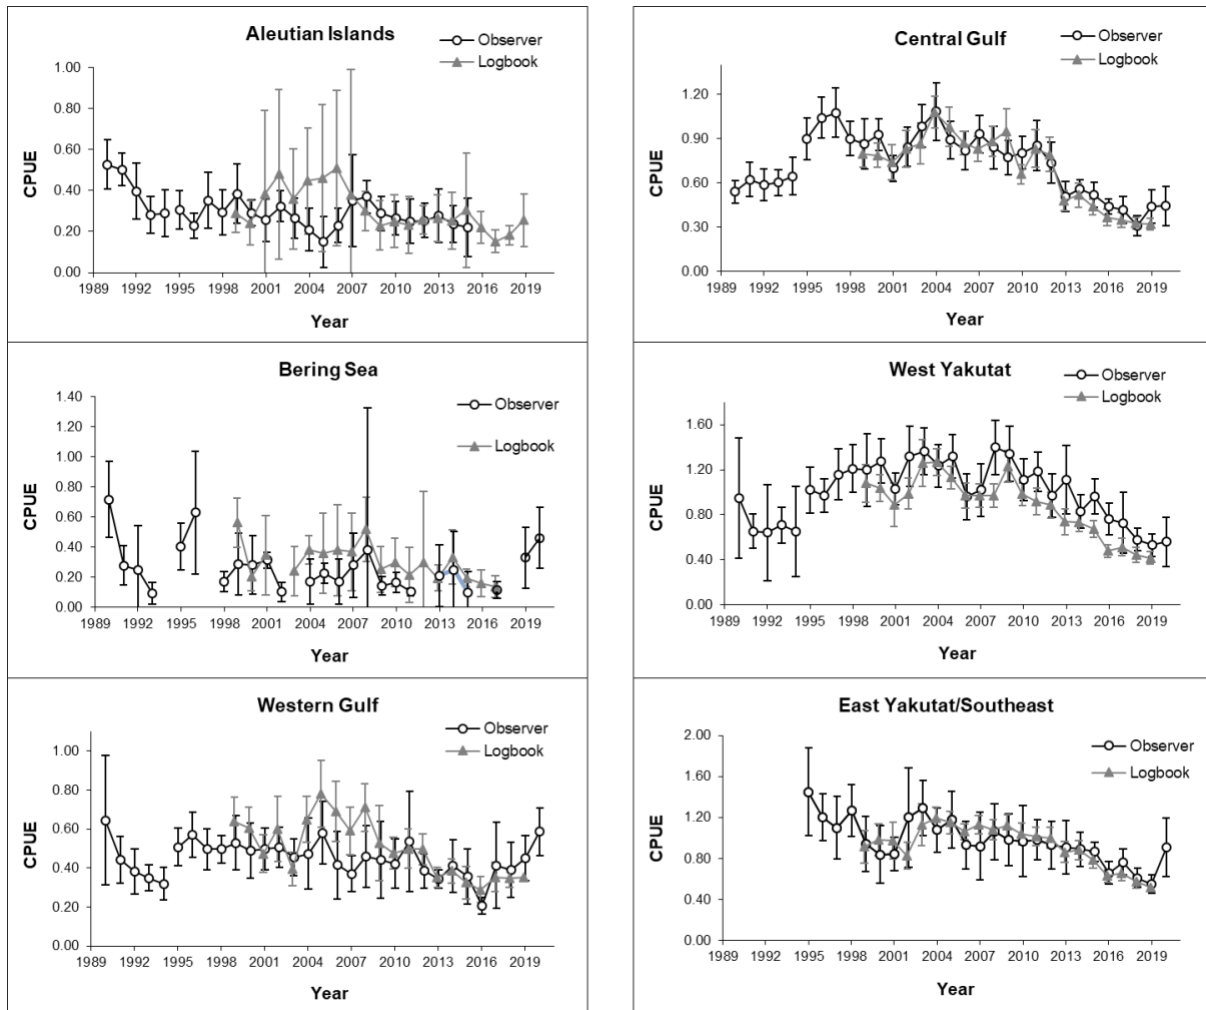 Aleutian Islands
Observer
Logbook
1.00
0.80
0.60
0.40
0.20
0.00
CPUE
1989 1992 1995 1998 2001 2004 2007 2010 2013 2016 2019
Year
Central Gulf
Observer
Logbook
1.20
0.90
0.60
0.30
0.00
CPUE
1989 1992 1995 1998 2001 2004 2007 2010 2013 2016 2019
Year
Bering Sea
Observer
Logbook
1.40
1.20
1.00
0.80
0.60
0.40
0.20
0.00
CPUE
1989 1992 1995 1998 2001 2004 2007 2010 2013 2016 2019
Year
West Yakutat
Observer
Logbook
1.60
1.20
0.80
0.40
0.00
CPUE
1989 1992 1995 1998 2001 2004 2007 2010 2013 2016 2019
Year
Western Gulf
Observer
Logbook
1.00
0.80
0.60
0.40
0.20
0.00
CPUE
1989 1992 1995 1998 2001 2004 2007 2010 2013 2016 2019
Year
East Yakutat/Southeast
Observer
Logbook
2.00
1.60
1.20
0.80
0.40
0.00
CPUE
1989 1992 1995 1998 2001 2004 2007 2010 2013 2016 2019
Year